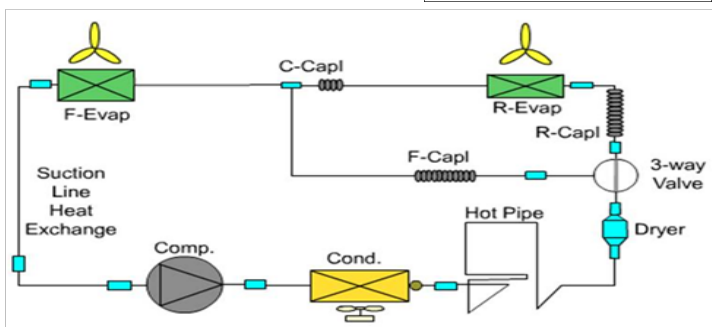 C-Capl
F-Evap
R-Evap
R-Capl
F-Capl
3-way
Valve
Suction
Line
Heat
Exchange
Hot Pipe
Dryer
Comp.
Cond.